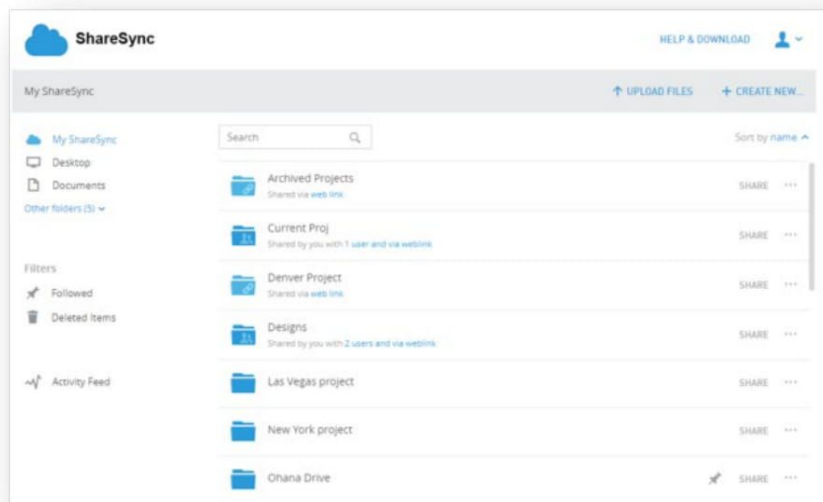 ShareSync
HELP & DOWNLOAD
My ShareSync
UPLOAD FILES
+ CREATE NEW...
My ShareSync
Desktop
Documents
Other folders (5)
Filters
Followed
Deleted Items
Activity Feed
Search
Sort by name
Archived Projects
Shared via web link
SHARE ...
Current Proj
Shared by you with 1 user and via weblink
SHARE ...
Denver Project
Shared via web link
SHARE ...
Designs
Shared by you with 2 users and via weblink
SHARE ...
Las Vegas project
SHARE ...
New York project
SHARE ...
Ohana Drive
SHARE ...